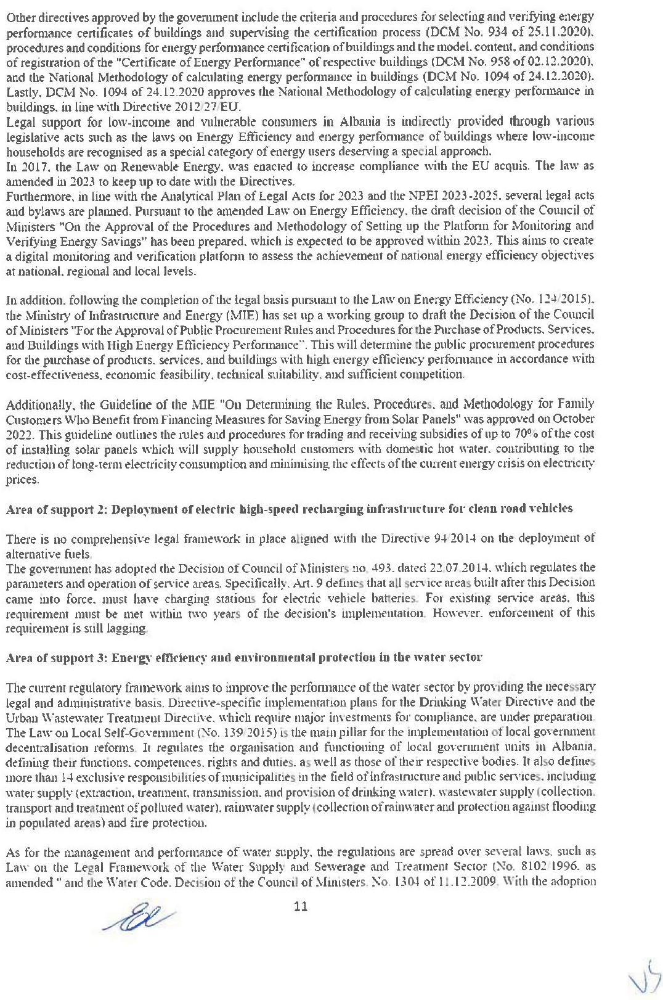 Other directives approved by the government include the criteria and procedures for selecting and verifying energy
performance certificates of buildings and supervising the certification process (DCM No. 934 of 25.11.2020),
procedures and conditions for energy performance certification of buildings and the model, content, and conditions
of registration of the "Certificate of Energy Performance" of respective buildings (DCM No. 958 of 02.12.2020),
and the National Methodology of calculating energy performance in buildings (DCM No. 1094 of 24.12.2020).
Lastly, DCM No. 1094 of 24.12.2020 approves the National Methodology of calculating energy performance in
buildings, in line with Directive 2012/27/EU.
Legal support for low-income and vulnerable consumers in Albania is indirectly provided through various
legislative acts such as the laws on Energy Efficiency and energy performance of buildings where low-income
households are recognised as a special category of energy users deserving a special approach.
In 2017, the Law on Renewable Energy, was enacted to increase compliance with the EU acquis. The law as
amended in 2023 to keep up to date with the Directives.
Furthermore, in line with the Analytical Plan of Legal Acts for 2023 and the NPEI 2023-2025, several legal acts
and bylaws are planned. Pursuant to the amended Law on Energy Efficiency, the draft decision of the Council of
Ministers "On the Approval of the Procedures and Methodology of Setting up the Platform for Monitoring and
Verifying Energy Savings" has been prepared, which is expected to be approved within 2023. This aims to create
a digital monitoring and verification platform to assess the achievement of national energy efficiency objectives
at national, regional and local levels.
In addition, following the completion of the legal basis pursuant to the Law on Energy Efficiency (No. 124/2015),
the Ministry of Infrastructure and Energy (MIE) has set up a working group to draft the Decision of the Council
of Ministers "For the Approval of Public Procurement Rules and Procedures for the Purchase of Products, Services,
and Buildings with High Energy Efficiency Performance". This will determine the public procurement procedures
for the purchase of products, services, and buildings with high energy efficiency performance in accordance with
cost-effectiveness, economic feasibility, technical suitability, and sufficient competition.
Additionally, the Guideline of the MIE "On Determining the Rules, Procedures, and Methodology for Family
Customers Who Benefit from Financing Measures for Saving Energy from Solar Panels" was approved on October
2022. This guideline outlines the rules and procedures for trading and receiving subsidies of up to 70% of the cost
of installing solar panels which will supply household customers with domestic hot water, contributing to the
reduction of long-term electricity consumption and minimising the effects of the current energy crisis on electricity
prices.
Area of support 2: Deployment of electric high-speed recharging infrastructure for clean road vehicles
There is no comprehensive legal framework in place aligned with the Directive 94/2014 on the deployment of
alternative fuels.
The government has adopted the Decision of Council of Ministers no. 493, dated 22.07.2014, which regulates the
parameters and operation of service areas. Specifically, Art. 9 defines that all service areas built after this Decision
came into force, must have charging stations for electric vehicle batteries. For existing service areas, this
requirement must be met within two years of the decision's implementation. However, enforcement of this
requirement is still lagging.
Area of support 3: Energy efficiency and environmental protection in the water sector
The current regulatory framework aims to improve the performance of the water sector by providing the necessary
legal and administrative basis. Directive-specific implementation plans for the Drinking Water Directive and the
Urban Wastewater Treatment Directive, which require major investments for compliance, are under preparation.
The Law on Local Self-Government (No. 139/2015) is the main pillar for the implementation of local government
decentralisation reforms. It regulates the organisation and functioning of local government units in Albania,
defining their functions, competences, rights and duties, as well as those of their respective bodies. It also defines
more than 14 exclusive responsibilities of municipalities in the field of infrastructure and public services, including
water supply (extraction, treatment, transmission, and provision of drinking water), wastewater supply (collection,
transport and treatment of polluted water), rainwater supply (collection of rainwater and protection against flooding
in populated areas) and fire protection.
As for the management and performance of water supply, the regulations are spread over several laws, such as
Law on the Legal Framework of the Water Supply and Sewerage and Treatment Sector (No. 8102/1996, as
amended " and the Water Code, Decision of the Council of Ministers, No. 1304 of 11.12.2009. With the adoption
11
VS